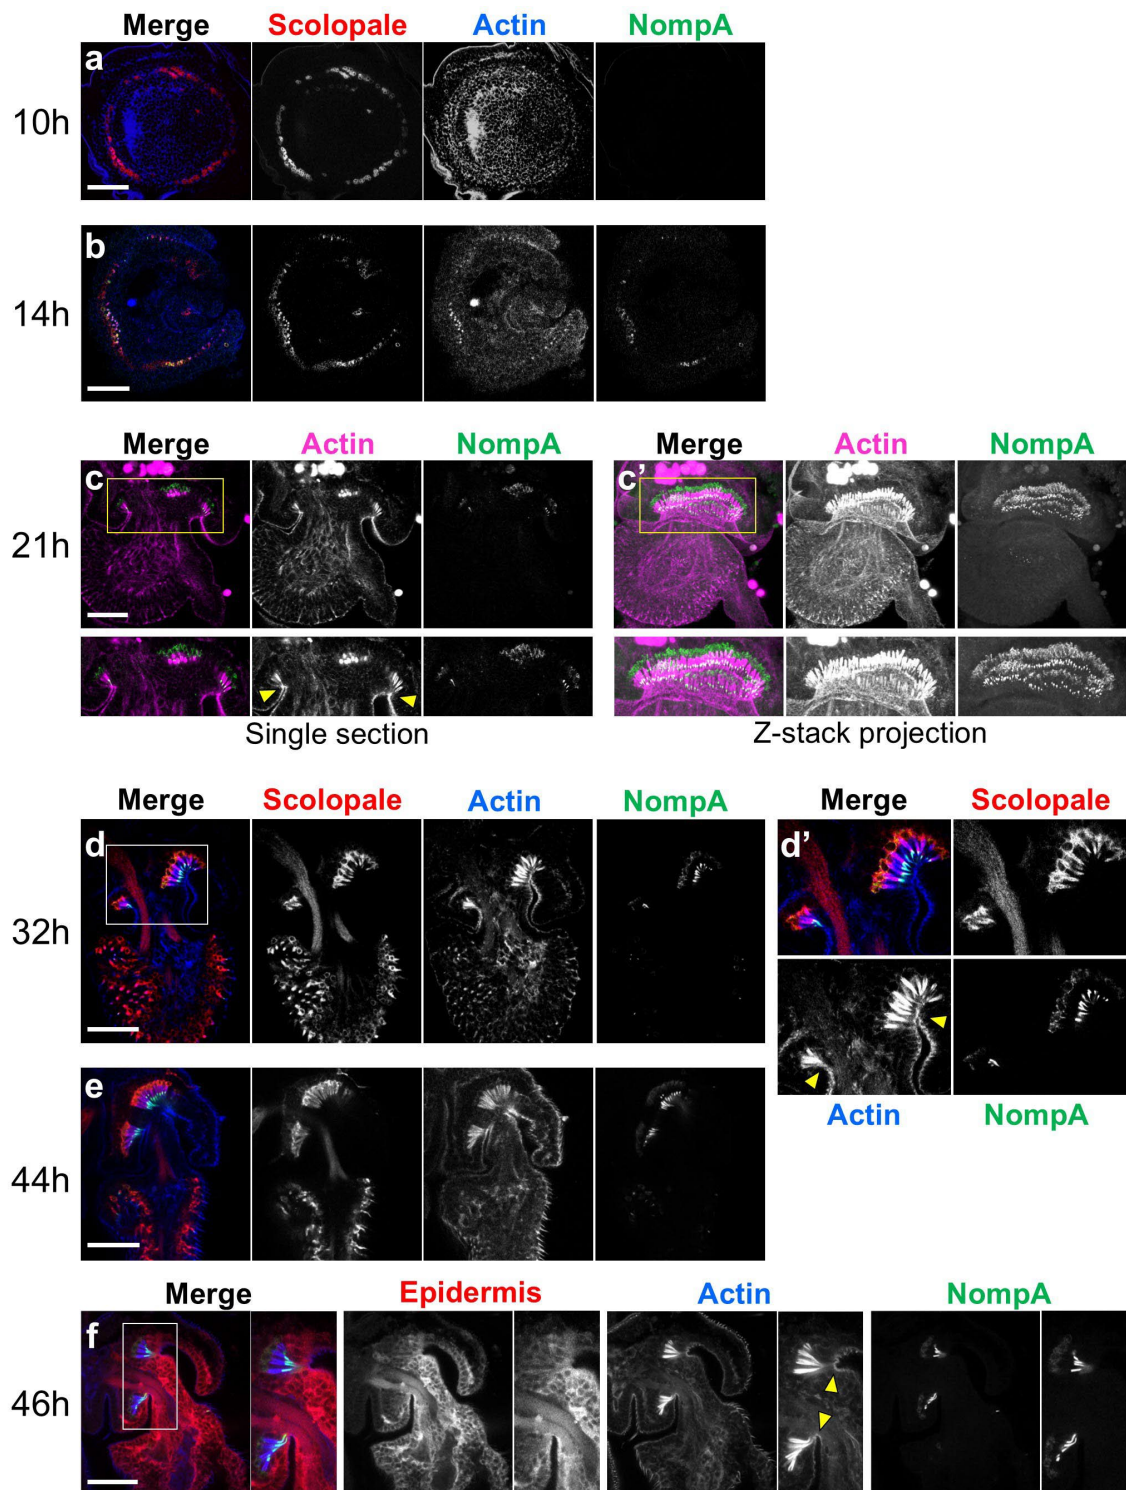 Merge Scolopale Actin NompA
a
10h
b
14h
Merge Actin NompA Merge Actin NompA
c c’
21h
Single section Z-stack projection
Merge Scolopale Actin NompA Merge Scolopale
d d’
32h
Actin NompA
e
44h
Merge Epidermis Actin NompA
f
46h